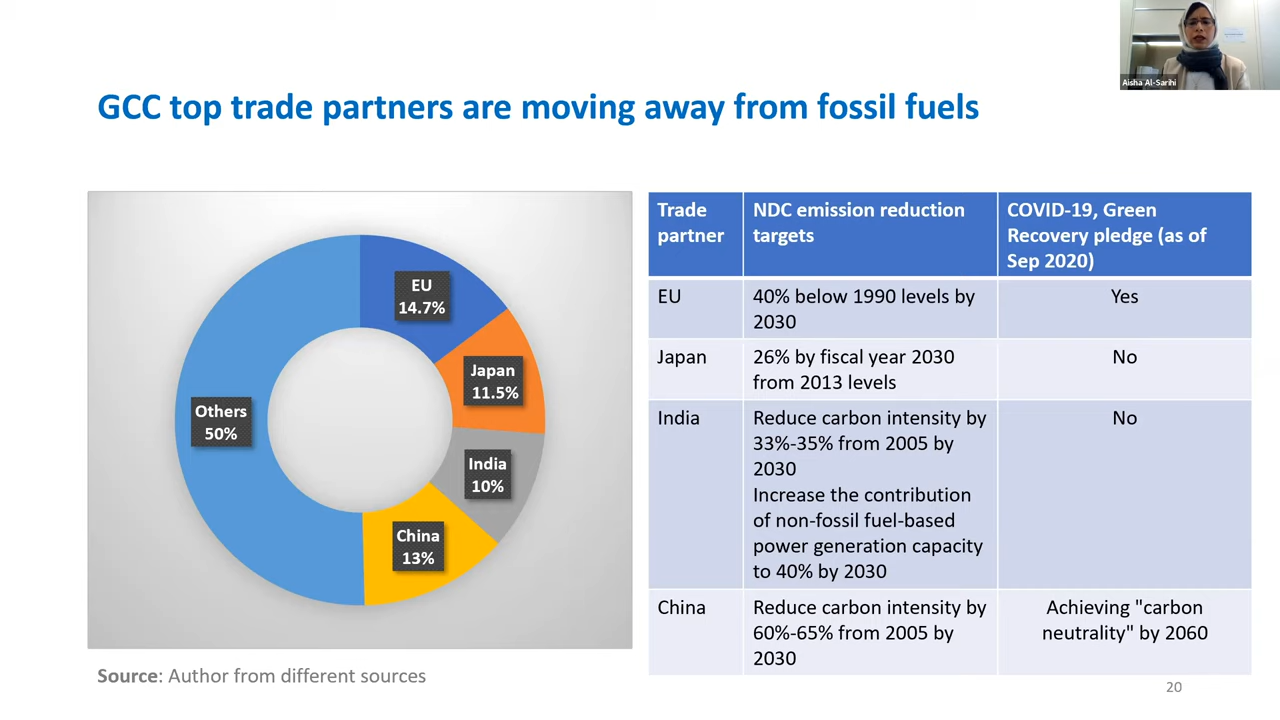 Aisha Al-Sarihi
GCC top trade partners are moving away from fossil fuels
EU
14.7%
Japan
11.5%
India
10%
China
13%
Others
50%
Trade
partner
NDC emission reduction
targets
COVID-19, Green
Recovery pledge (as of
Sep 2020)
EU
40% below 1990 levels by
2030
Yes
Japan
26% by fiscal year 2030
from 2013 levels
No
India
Reduce carbon intensity by
33%-35% from 2005 by
2030
Increase the contribution
of non-fossil fuel-based
power generation capacity
to 40% by 2030
No
China
Reduce carbon intensity by
60%-65% from 2005 by
2030
Achieving "carbon
neutrality" by 2060
Source: Author from different sources
20